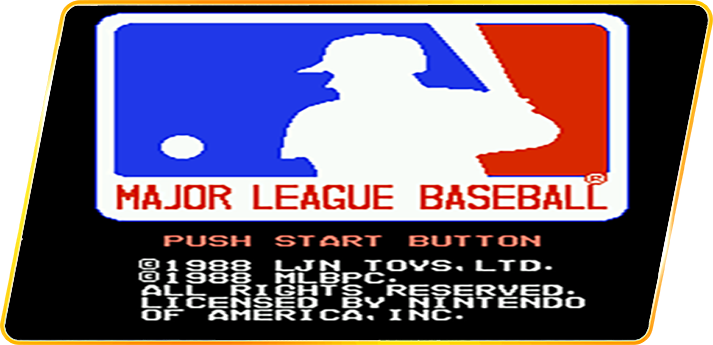 MAJOR LEAGUE BASEBALL®
PUSH START BUTTON
©1988 LJN TOYS,LTD.
©1988 MLBPC.
ALL RIGHTS RESERVED.
LICENSED BY NINTENDO
OF AMERICA,INC.